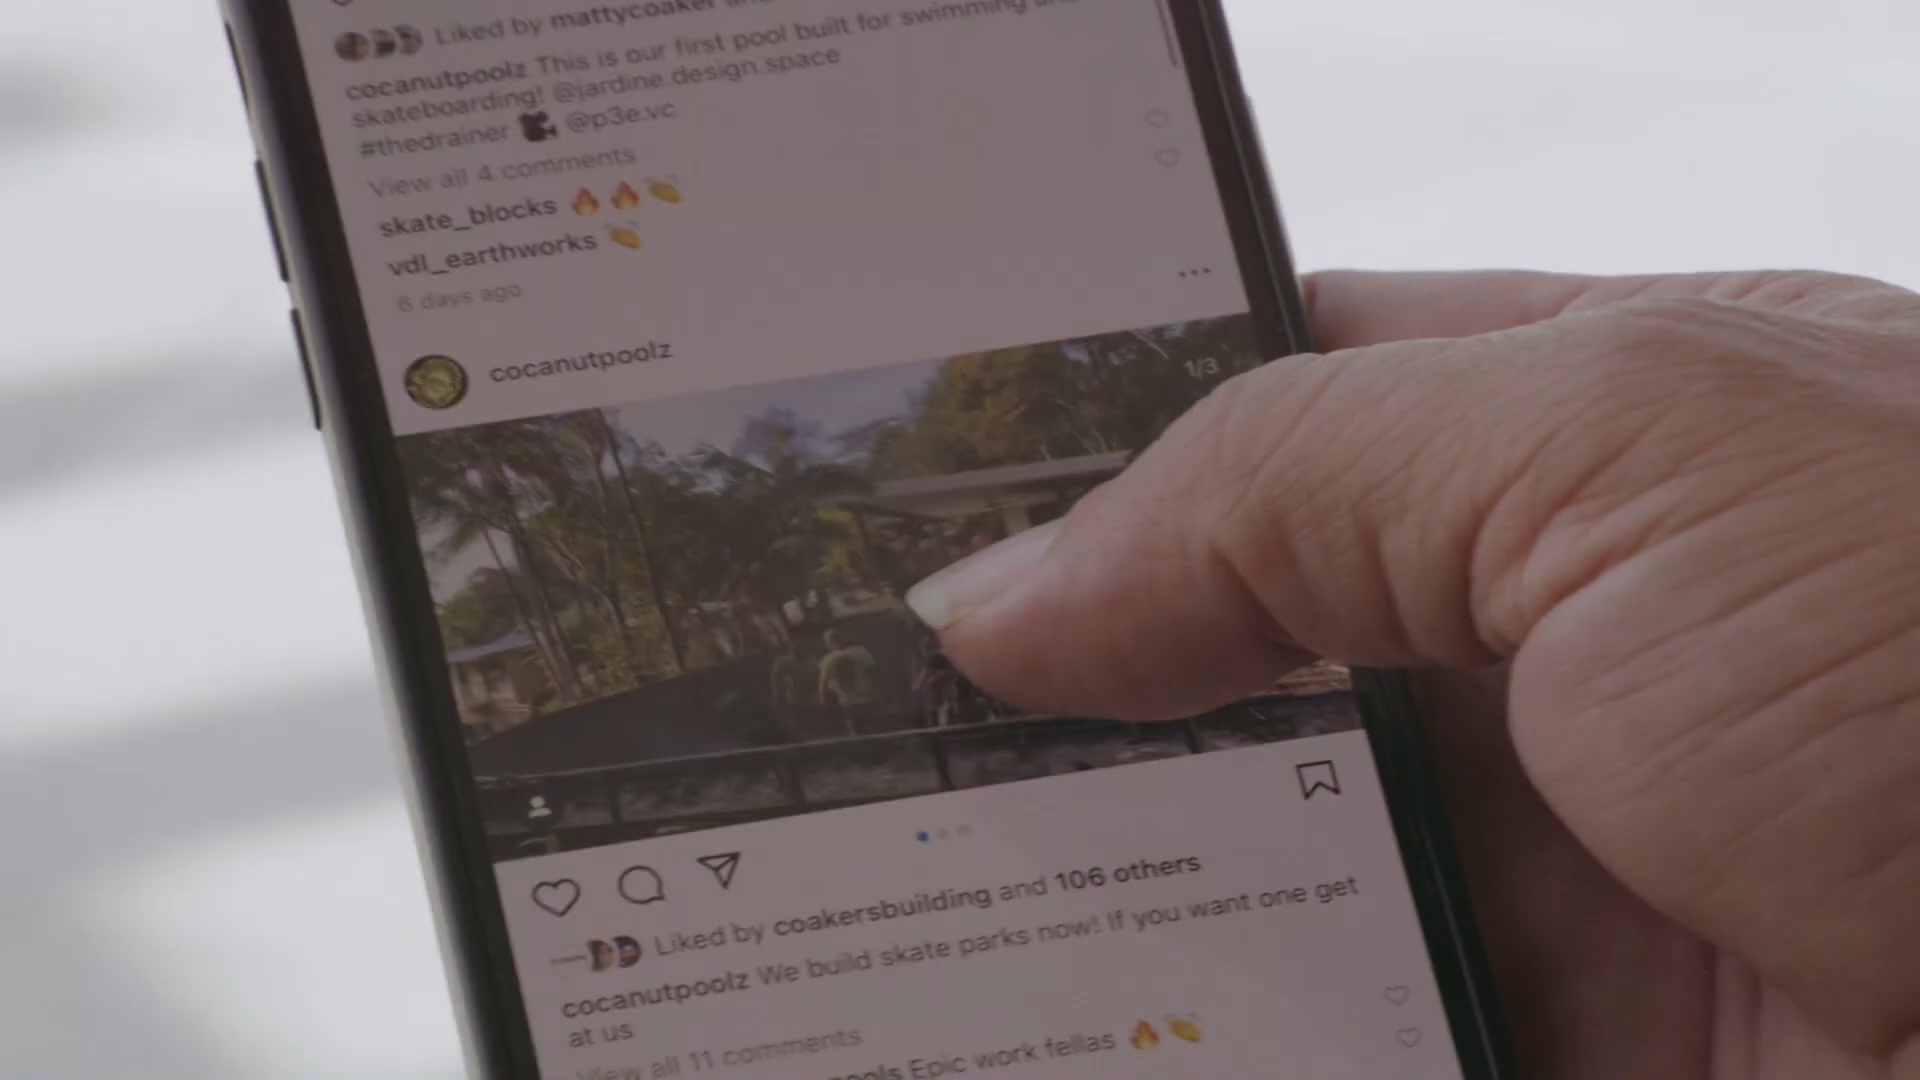 Liked by mattycoaker and
cocanutpoolz This is our first pool built for swimming and
skateboarding! @jardine.design.space
#thedrainer 🎥 @p3e.vc
View all 4 comments
skate_blocks 🔥🔥👏
vdl_earthworks 👏
6 days ago
cocanutpoolz
1/3
Liked by coakersbuilding and 106 others
cocanutpoolz We build skate parks now! If you want one get
at us
View all 11 comments
pools Epic work fellas 🔥👏